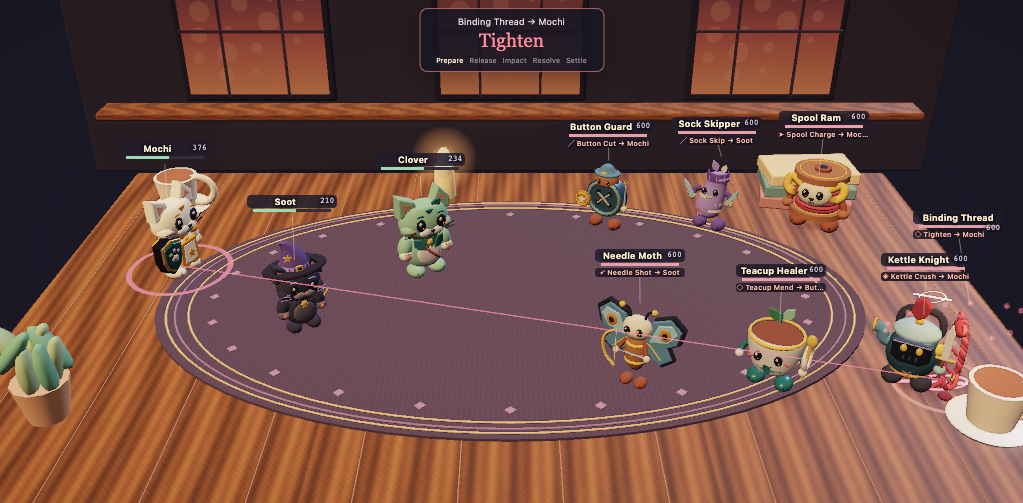 Binding Thread → Mochi
Tighten
Prepare Release Impact Resolve Settle
Mochi 376
Soot 210
Clover 234
Button Guard 600
Button Cut → Mochi
Sock Skipper 600
Sock Skip → Soot
Spool Ram 600
Spool Charge → Moc...
Binding Thread
600
Tighten → Mochi
Needle Moth 600
Needle Shot → Soot
Teacup Healer 600
Teacup Mend → But...
Kettle Knight 600
Kettle Crush → Mochi